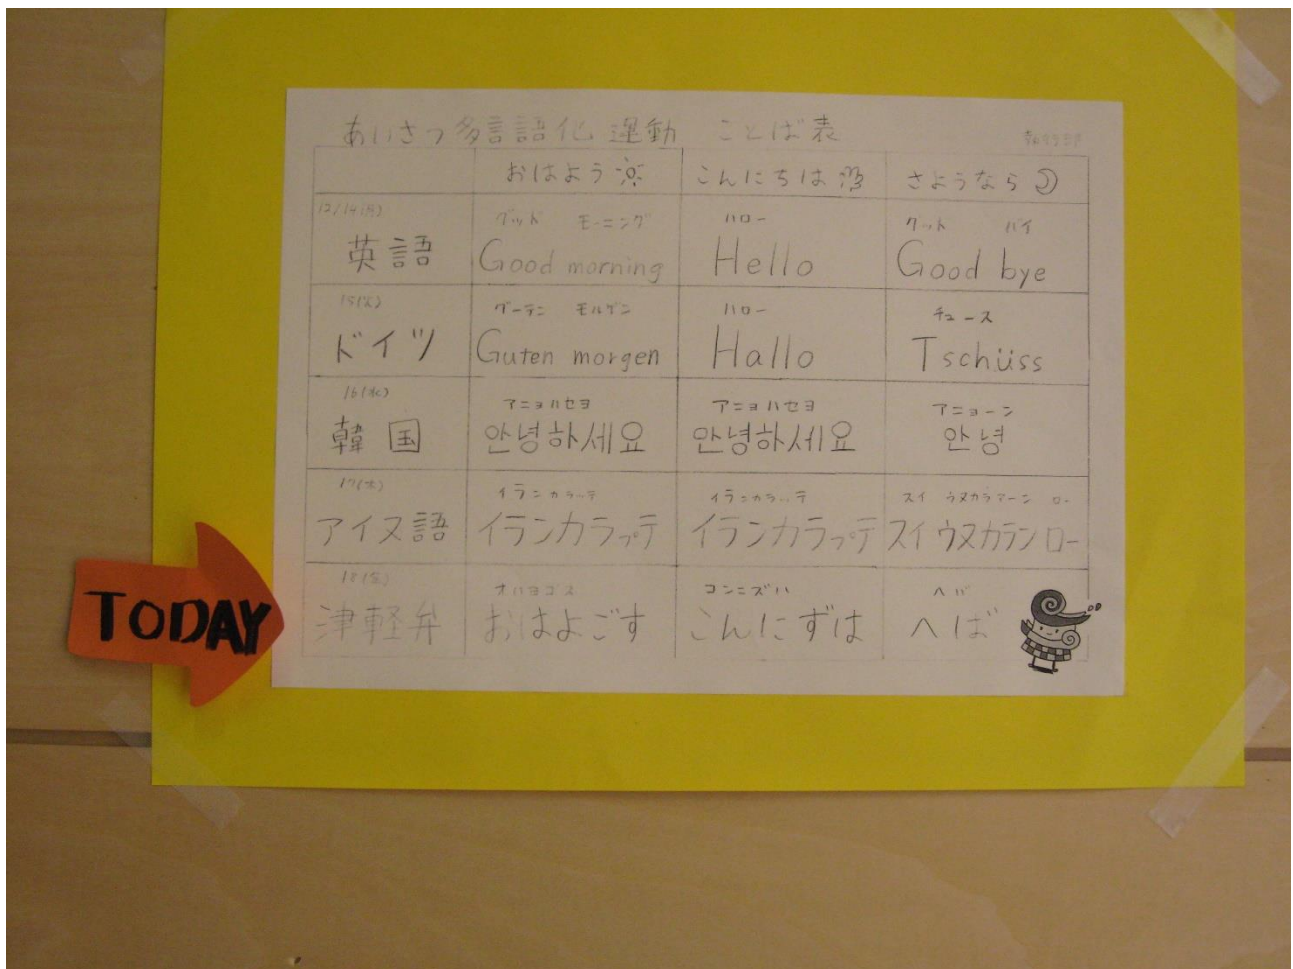 あいさつ多言語化運動 ことば表
おはよう こんにちは さようなら
12/14(月)
グッド モーニング ハロー グット バイ
英語 Good morning Hello Good bye
15(火)
グーテン モルゲン ハロー チュース
ドイツ Guten morgen Hallo Tschüss
16(水)
アニョハセヨ アニョハセヨ アニョーン
韓国 안녕하세요 안녕하세요 안녕
17(木)
イランカラッテ イランカラッテ スイ ウヌカラマーン ロー
アイヌ語 イランカラㇷ゚テ イランカラㇷ゚テ スイ ウヌカラン ロー
18(金)
オハヨゴス コンニズハ ヘバ
TODAY 津軽弁 おはよごす こんにずは へば